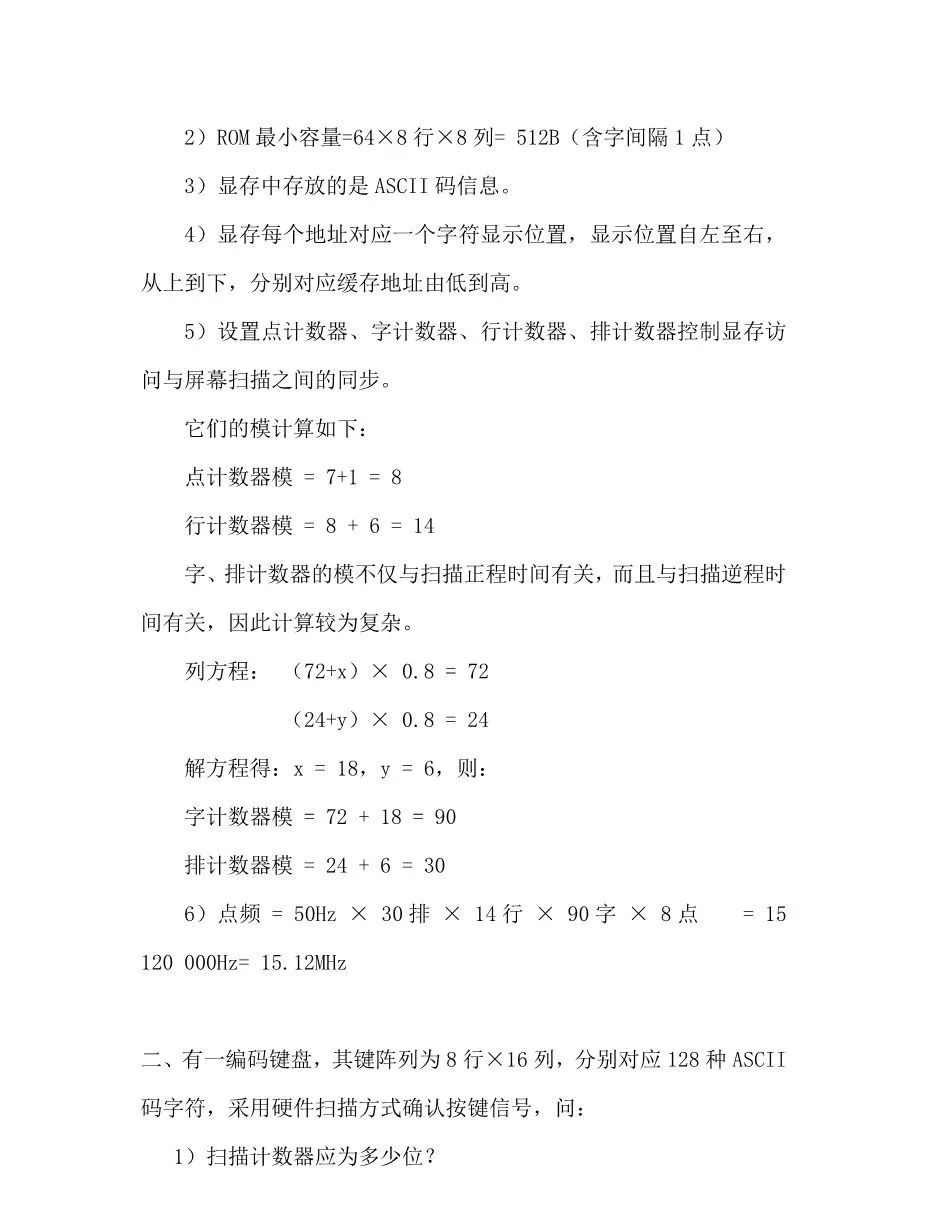 2）ROM 最小容量=64×8 行×8 列= 512B（含字间隔 1 点）
3）显存中存放的是 ASCII 码信息。
4）显存每个地址对应一个字符显示位置，显示位置自左至右，
从上到下，分别对应缓存地址由低到高。
5）设置点计数器、字计数器、行计数器、排计数器控制显存访
问与屏幕扫描之间的同步。
它们的模计算如下：
点计数器模 = 7+1 = 8
行计数器模 = 8 + 6 = 14
字、排计数器的模不仅与扫描正程时间有关，而且与扫描逆程时
间有关，因此计算较为复杂。
列方程： （72+x）× 0.8 = 72
（24+y）× 0.8 = 24
解方程得：x = 18，y = 6，则：
字计数器模 = 72 + 18 = 90
排计数器模 = 24 + 6 = 30
6）点频 = 50Hz × 30 排 × 14 行 × 90 字 × 8 点 = 15
120 000Hz= 15.12MHz
二、有一编码键盘，其键阵列为 8 行×16 列，分别对应 128 种 ASCII
码字符，采用硬件扫描方式确认按键信号，问：
1）扫描计数器应为多少位？